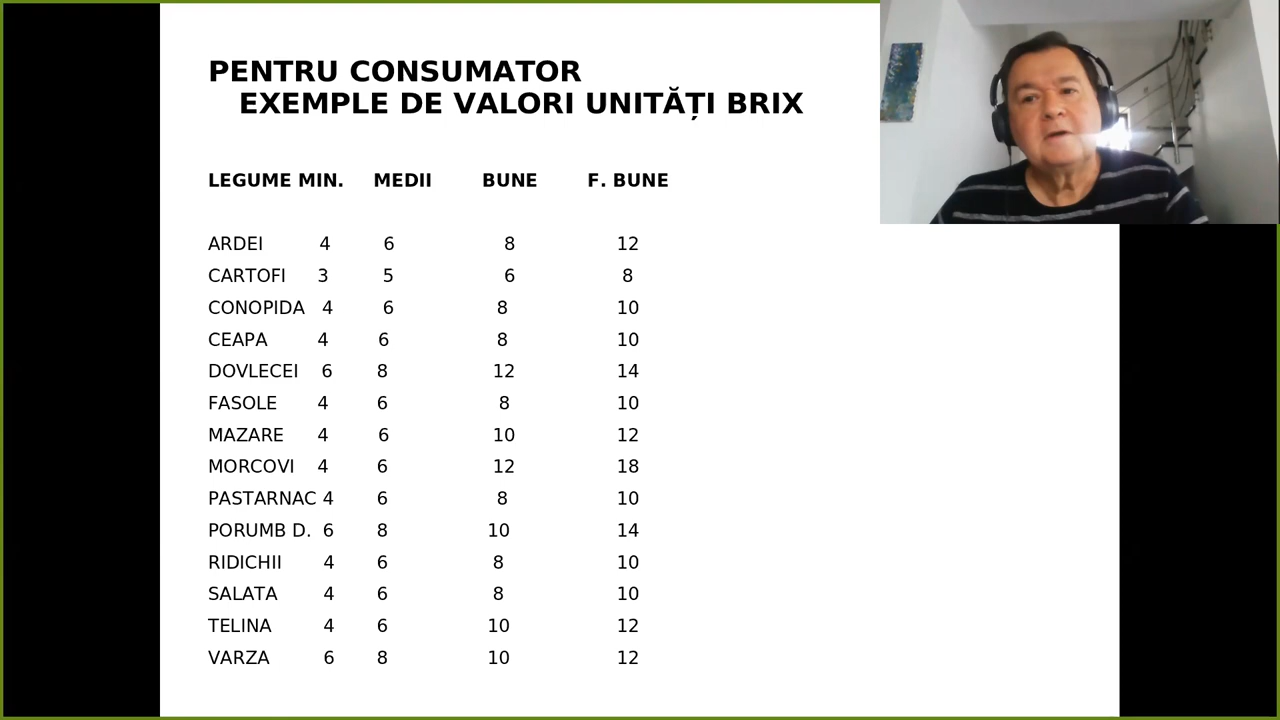 PENTRU CONSUMATOR
EXEMPLE DE VALORI UNITĂȚI BRIX
LEGUME MIN. MEDII BUNE F. BUNE
ARDEI 4 6 8 12
CARTOFI 3 5 6 8
CONOPIDA 4 6 8 10
CEAPA 4 6 8 10
DOVLECEI 6 8 12 14
FASOLE 4 6 8 10
MAZARE 4 6 10 12
MORCOVI 4 6 12 18
PASTARNAC 4 6 8 10
PORUMB D. 6 8 10 14
RIDICHII 4 6 8 10
SALATA 4 6 8 10
TELINA 4 6 10 12
VARZA 6 8 10 12